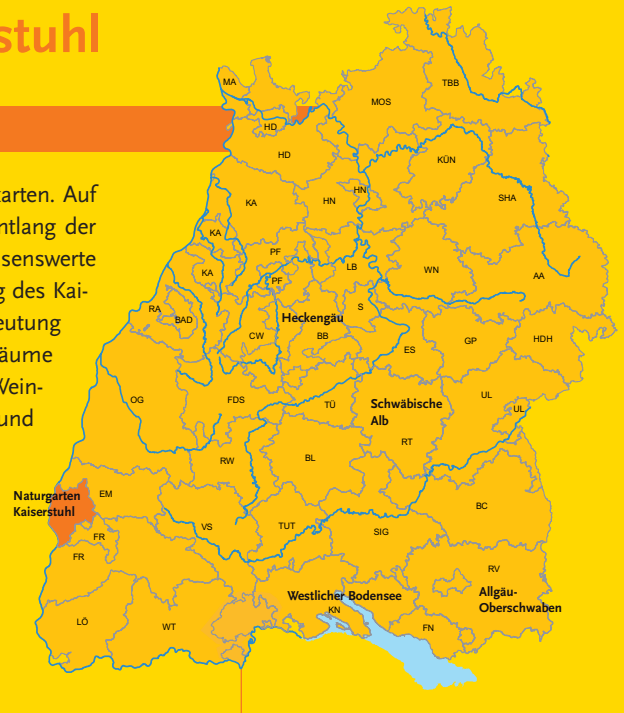 stuhl
arten. Auf
ntlang der
ssenswerte
g des Kai-
eutung
äume
Wein-
und
MA
TBB
MOS
HD
HD
KÜN
HN
HN
SHA
KA
KA
PF
LB
WN
AA
KA
PF
RA
BAD
S
Heckengäu
CW
BB
ES
GP
HDH
OG
FDS
TÜ
Schwäbische
Alb
UL
UL
RT
RW
BL
Naturgarten
Kaiserstuhl
EM
BC
FR
VS
TUT
SIG
FR
RV
Westlicher Bodensee
Allgäu-
Oberschwaben
KN
LÖ
WT
FN